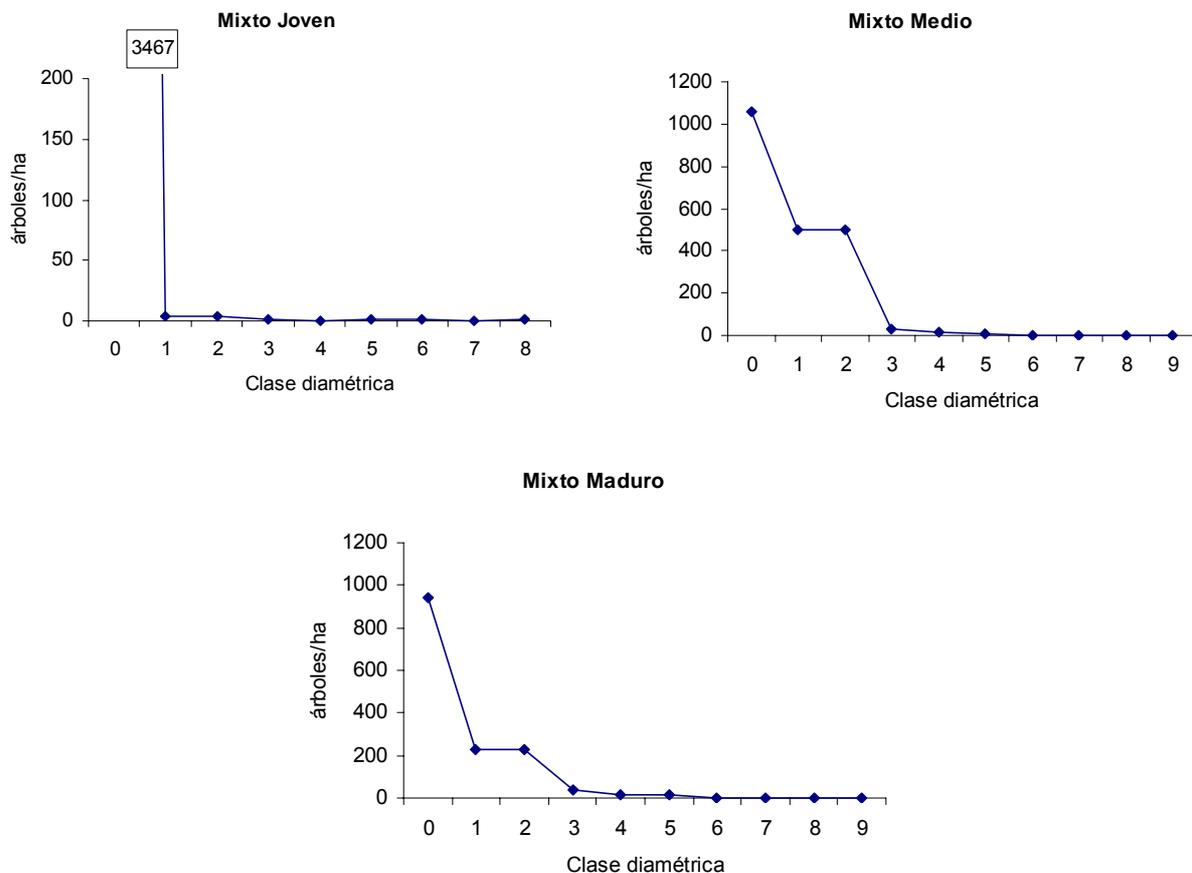 Mixto Joven
3467
200
150
100
50
0
árboles/ha
0 1 2 3 4 5 6 7 8
Clase diamétrica
Mixto Medio
1200
1000
800
600
400
200
0
árboles/ha
0 1 2 3 4 5 6 7 8 9
Clase diamétrica
Mixto Maduro
1200
1000
800
600
400
200
0
árboles/ha
0 1 2 3 4 5 6 7 8 9
Clase diamétrica